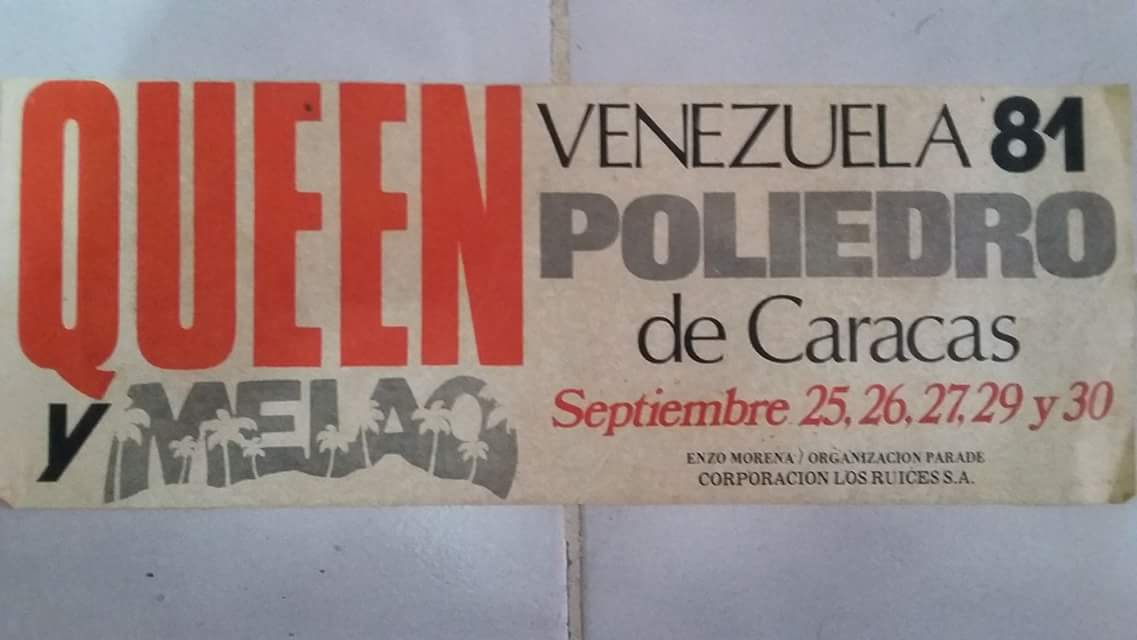 QUEEN
y MELAO
VENEZUELA 81
POLIEDRO
de Caracas
Septiembre 25, 26, 27, 29 y 30
ENZO MORENA / ORGANIZACION PARADE
CORPORACION LOS RUICES S.A.